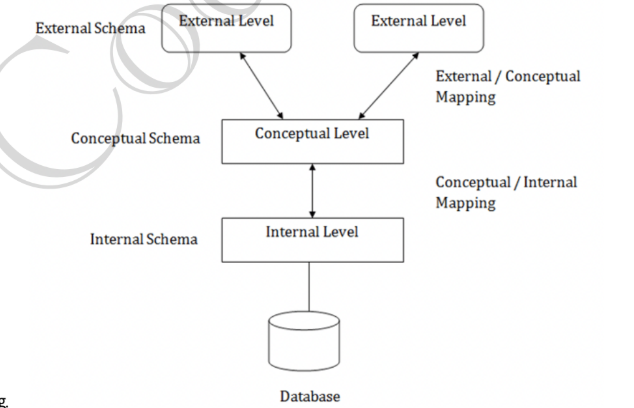 External Schema
External Level
External Level
External / Conceptual
Mapping
Conceptual Schema
Conceptual Level
Conceptual / Internal
Mapping
Internal Schema
Internal Level
Database
g.